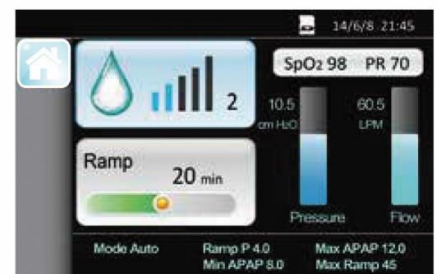 14/6/8 21:45
SpO2 98 PR 70
2
10.5 60.5
cm H2O LPM
Ramp
20 min
Pressure Flow
Mode Auto Ramp P 4.0 Max APAP 12.0
Min APAP 8.0 Max Ramp 45